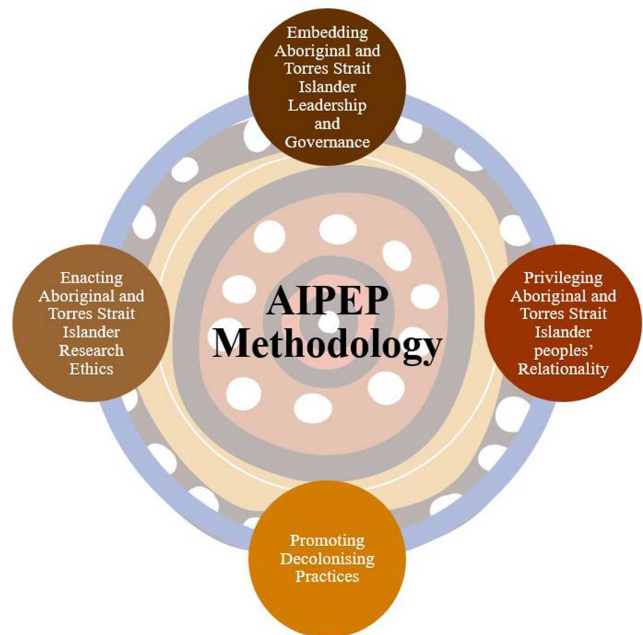 Embedding
Aboriginal and
Torres Strait
Islander
Leadership
and
Governance
Enacting
Aboriginal and
Torres Strait
Islander
Research
Ethics
AIPEP
Methodology
Privileging
Aboriginal and
Torres Strait
Islander
peoples’
Relationality
Promoting
Decolonising
Practices